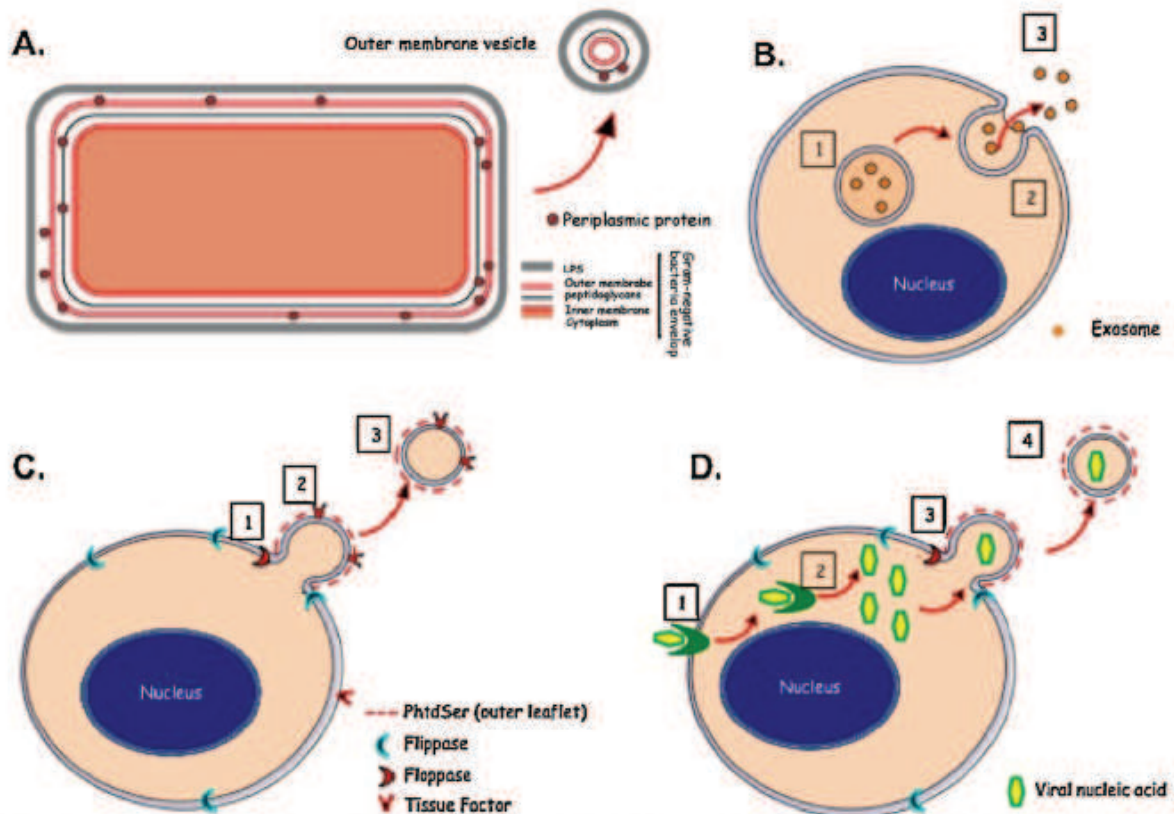 A.
Outer membrane vesicle
Periplasmic protein
LPS
Outer membrabe
peptidoglycans
Inner membrane
Cytoplasm
Gram-negative
bacteria envelop
B.
1
2
3
Nucleus
Exosome
C.
1
2
3
Nucleus
PhtdSer (outer leaflet)
Flippase
Floppase
Tissue Factor
D.
1
2
3
4
Nucleus
Viral nucleic acid